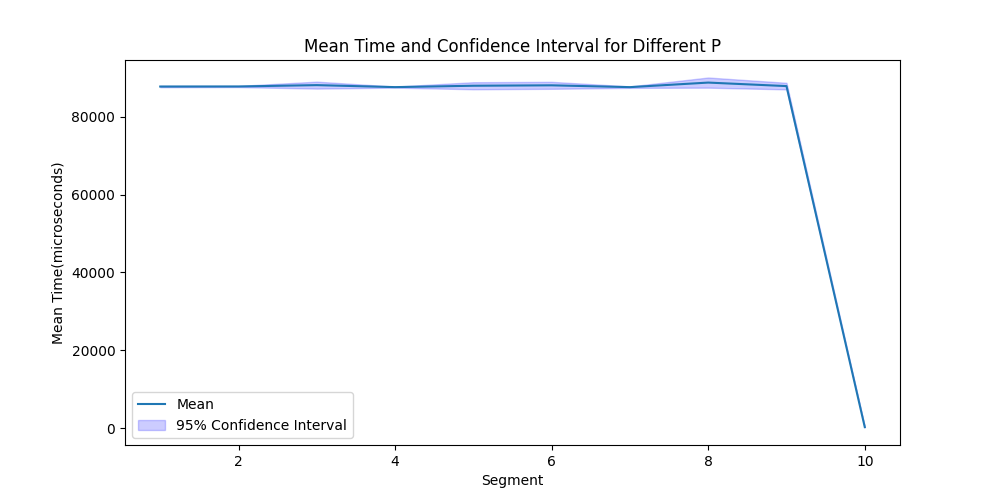 Mean Time and Confidence Interval for Different P
80000
60000
40000
20000
0
Mean Time(microseconds)
Mean
95% Confidence Interval
2
4
6
8
10
Segment